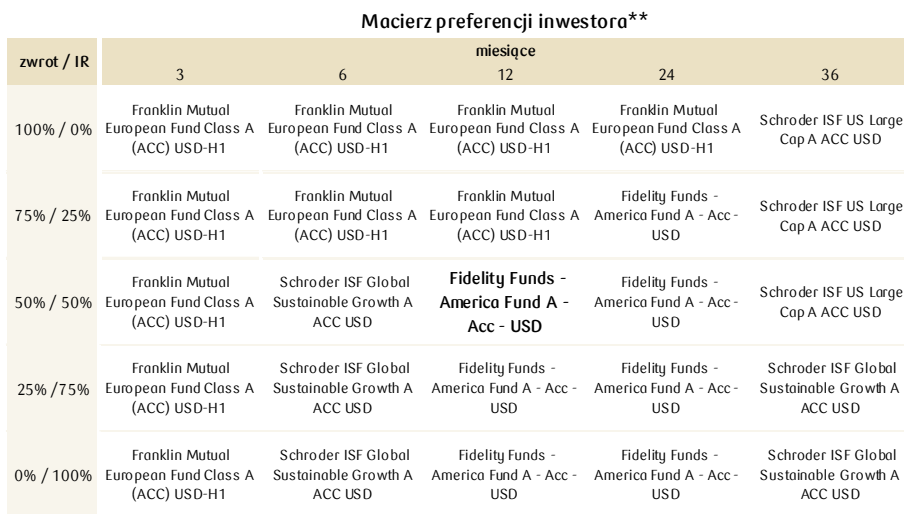 Macierz preferencji inwestora**
zwrot / IR
miesiące
3 6 12 24 36
100% / 0%
Franklin Mutual
European Fund Class A
(ACC) USD-H1
Franklin Mutual
European Fund Class A
(ACC) USD-H1
Franklin Mutual
European Fund Class A
(ACC) USD-H1
Franklin Mutual
European Fund Class A
(ACC) USD-H1
Schroder ISF US Large
Cap A ACC USD
75% / 25%
Franklin Mutual
European Fund Class A
(ACC) USD-H1
Franklin Mutual
European Fund Class A
(ACC) USD-H1
Franklin Mutual
European Fund Class A
(ACC) USD-H1
Fidelity Funds -
America Fund A - Acc -
USD
Schroder ISF US Large
Cap A ACC USD
50% / 50%
Franklin Mutual
European Fund Class A
(ACC) USD-H1
Schroder ISF Global
Sustainable Growth A
ACC USD
Fidelity Funds -
America Fund A -
Acc - USD
Fidelity Funds -
America Fund A - Acc -
USD
Schroder ISF US Large
Cap A ACC USD
25% /75%
Franklin Mutual
European Fund Class A
(ACC) USD-H1
Schroder ISF Global
Sustainable Growth A
ACC USD
Fidelity Funds -
America Fund A - Acc -
USD
Fidelity Funds -
America Fund A - Acc -
USD
Schroder ISF Global
Sustainable Growth A
ACC USD
0% / 100%
Franklin Mutual
European Fund Class A
(ACC) USD-H1
Schroder ISF Global
Sustainable Growth A
ACC USD
Fidelity Funds -
America Fund A - Acc -
USD
Fidelity Funds -
America Fund A - Acc -
USD
Schroder ISF Global
Sustainable Growth A
ACC USD